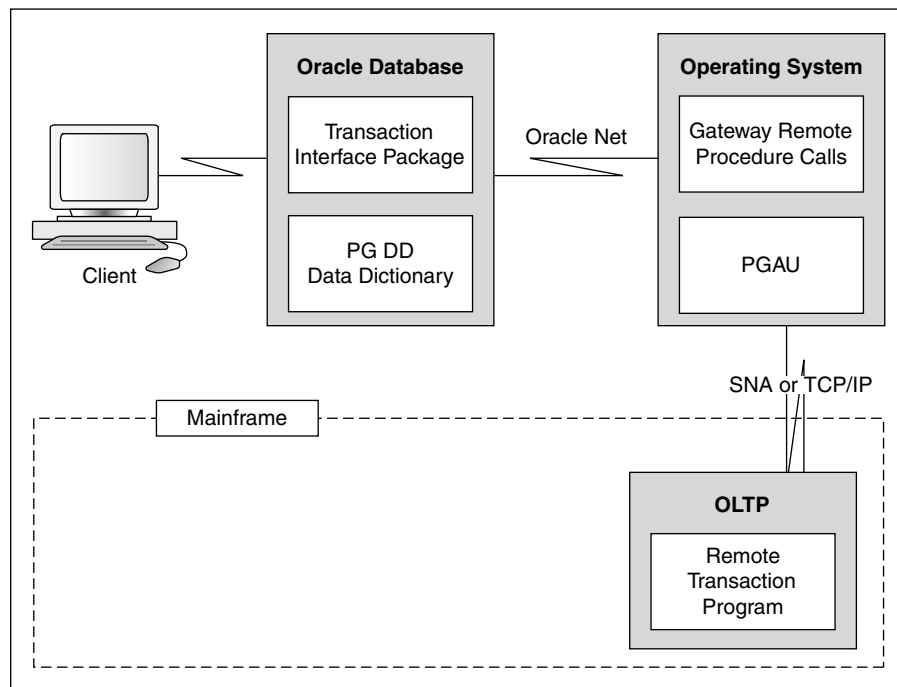 Oracle Database
Transaction
Interface Package
PG DD
Data Dictionary
Client
Oracle Net
Operating System
Gateway Remote
Procedure Calls
PGAU
SNA or TCP/IP
Mainframe
OLTP
Remote
Transaction
Program